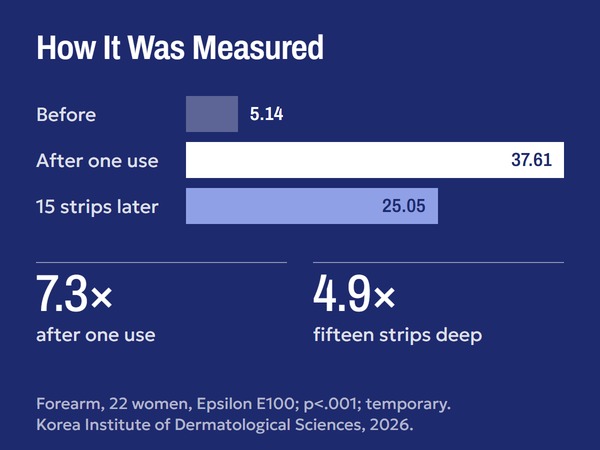 How It Was Measured
Before 5.14
After one use 37.61
15 strips later 25.05
7.3×
after one use
4.9×
fifteen strips deep
Forearm, 22 women, Epsilon E100; p<.001; temporary.
Korea Institute of Dermatological Sciences, 2026.